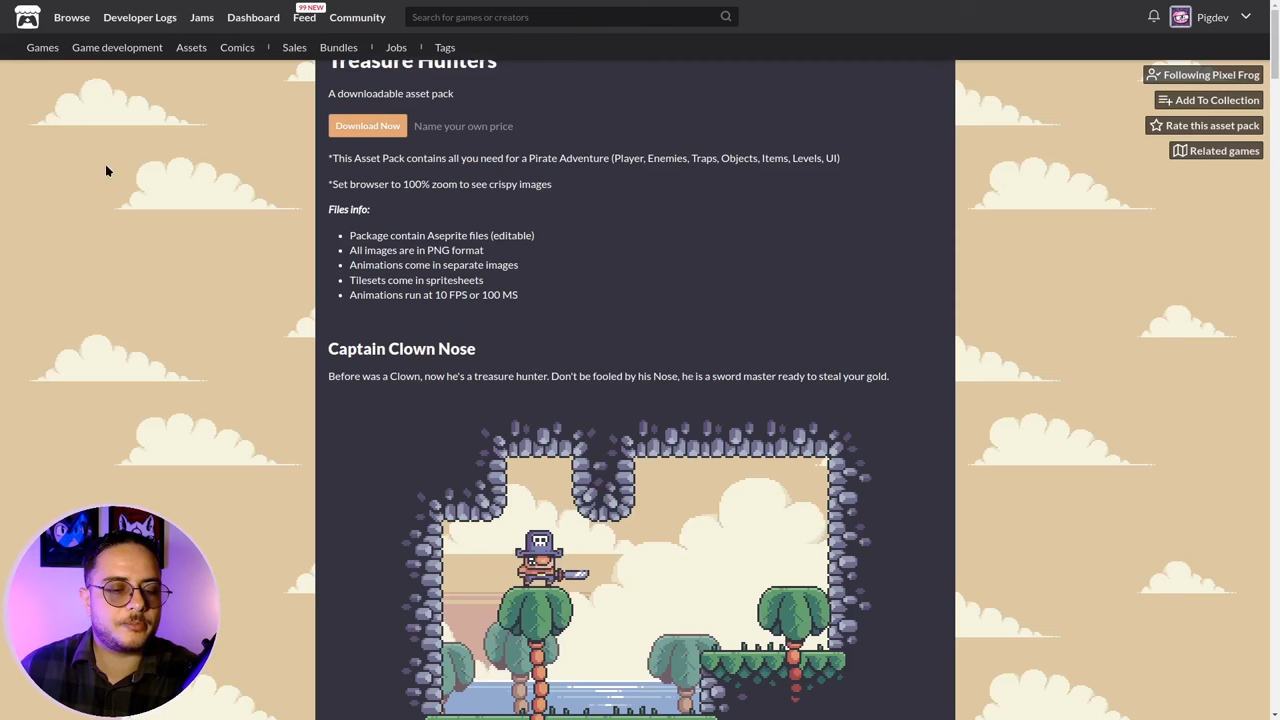 99 NEW
Browse Developer Logs Jams Dashboard Feed Community Search for games or creators Pigdev
Games Game development Assets Comics Sales Bundles Jobs Tags
Treasure Hunters
Following Pixel Frog
A downloadable asset pack
Add To Collection
Download Now Name your own price
Rate this asset pack
Related games
*This Asset Pack contains all you need for a Pirate Adventure (Player, Enemies, Traps, Objects, Items, Levels, UI)
*Set browser to 100% zoom to see crispy images
Files info:
• Package contain Aseprite files (editable)
• All images are in PNG format
• Animations come in separate images
• Tilesets come in spritesheets
• Animations run at 10 FPS or 100 MS
Captain Clown Nose
Before was a Clown, now he's a treasure hunter. Don't be fooled by his Nose, he is a sword master ready to steal your gold.